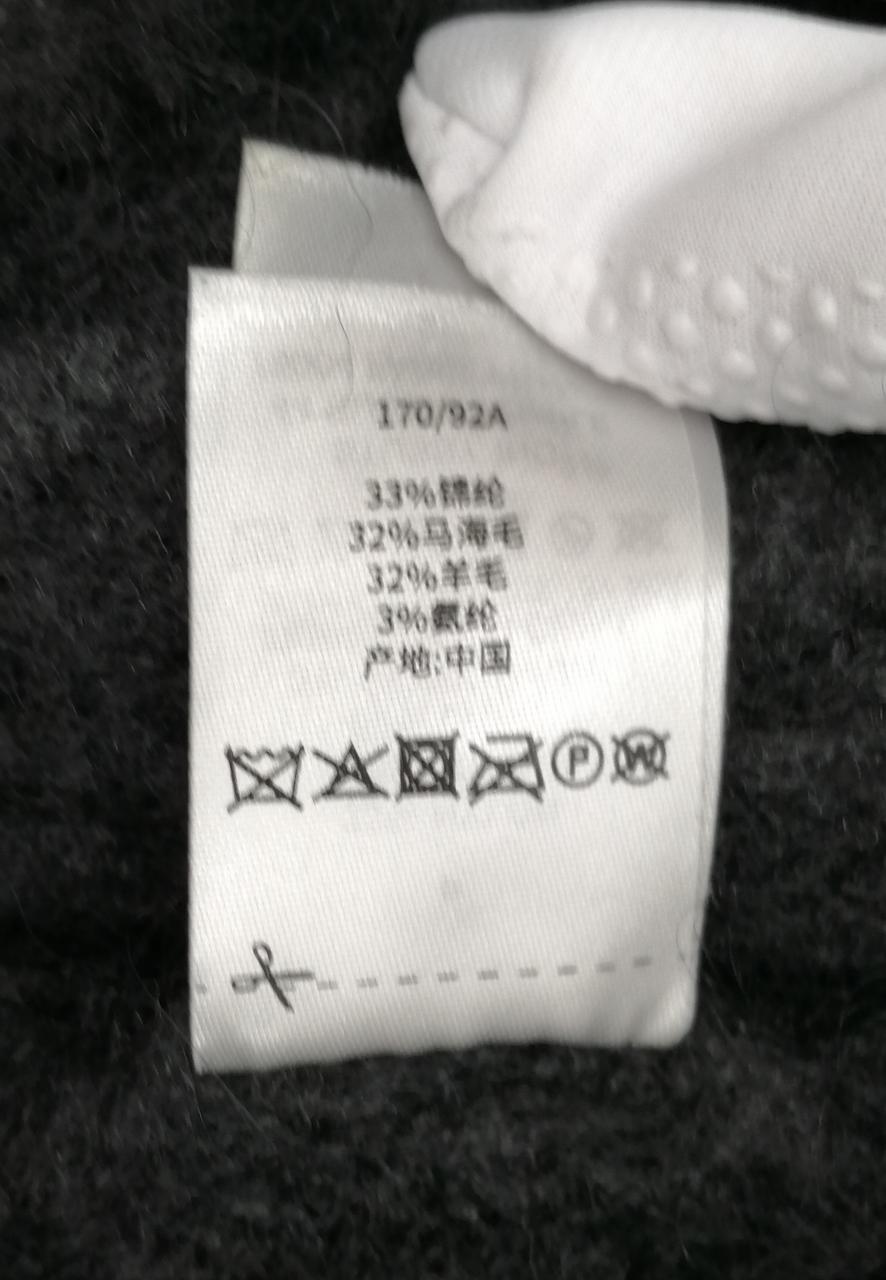 170/92A
33%锦纶
32%马海毛
32%羊毛
3%氨纶
产地:中国
P W